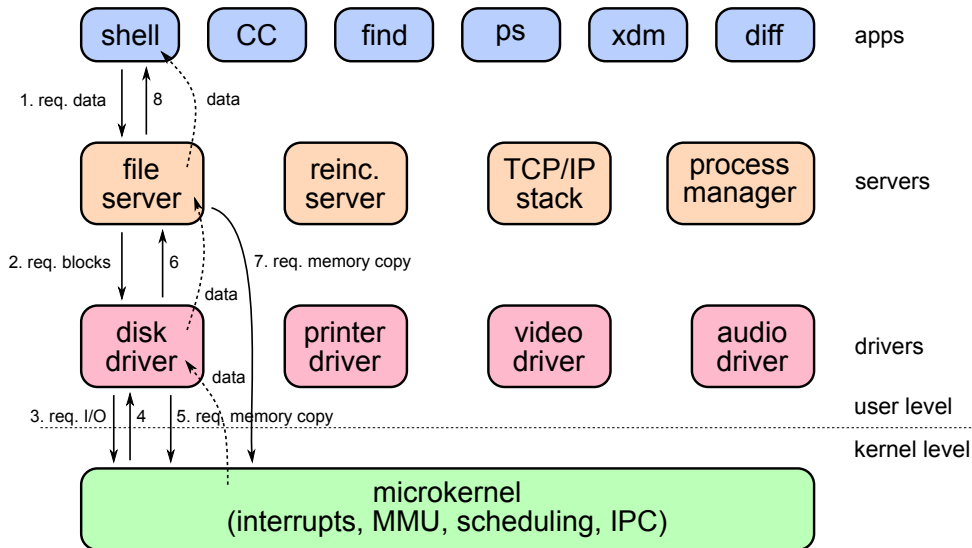 shell
CC
find
ps
xdm
diff
apps
1. req. data
8
data
file
server
reinc.
server
TCP/IP
stack
process
manager
servers
2. req. blocks
6
7. req. memory copy
data
disk
driver
printer
driver
video
driver
audio
driver
drivers
data
3. req. I/O
4
5. req. memory copy
user level
kernel level
microkernel
(interrupts, MMU, scheduling, IPC)